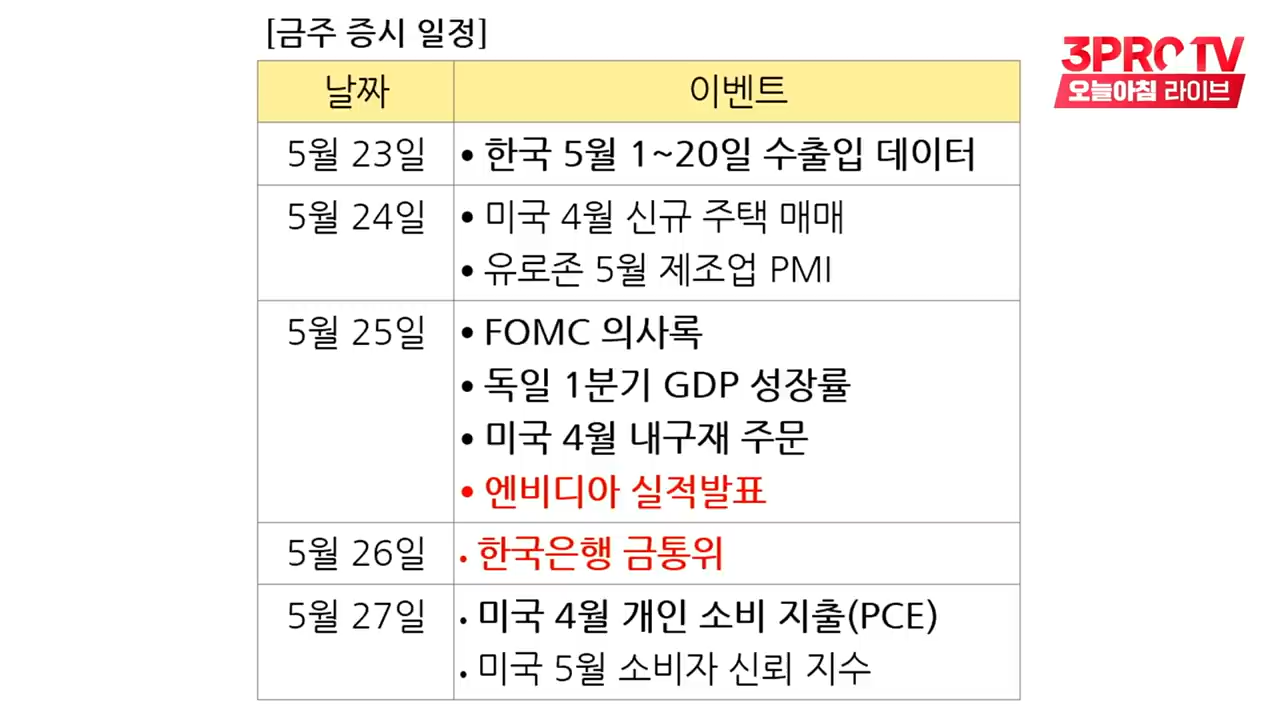 [금주 증시 일정]
3PRO TV
오늘아침 라이브
날짜 이벤트
5월 23일 • 한국 5월 1~20일 수출입 데이터
5월 24일 • 미국 4월 신규 주택 매매
• 유로존 5월 제조업 PMI
5월 25일 • FOMC 의사록
• 독일 1분기 GDP 성장률
• 미국 4월 내구재 주문
• 엔비디아 실적발표
5월 26일 • 한국은행 금통위
5월 27일 • 미국 4월 개인 소비 지출(PCE)
• 미국 5월 소비자 신뢰 지수